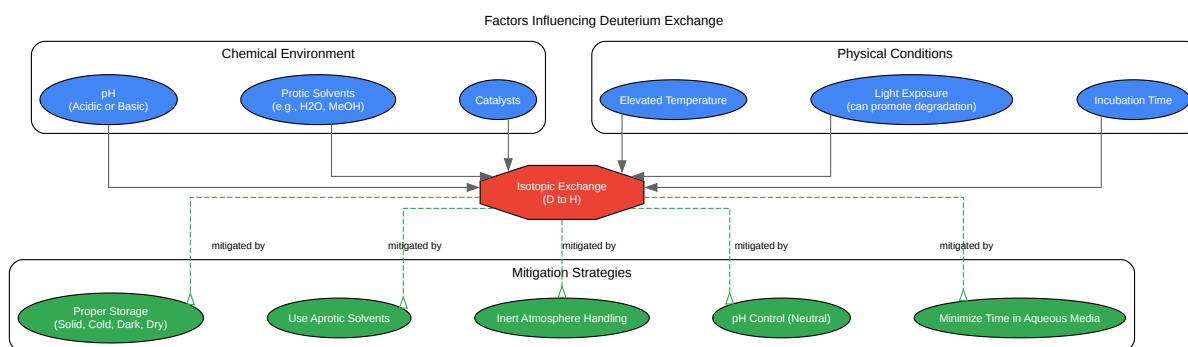 Factors Influencing Deuterium Exchange
Chemical Environment
Physical Conditions
pH
(Acidic or Basic)
Protic Solvents
(e.g., H2O, MeOH)
Catalysts
Elevated Temperature
Light Exposure
(can promote degradation)
Incubation Time
Isotopic Exchange
(D to H)
mitigated by
mitigated by
mitigated by
mitigated by
mitigated by
Mitigation Strategies
Proper Storage
(Solid, Cold, Dark, Dry)
Use Aprotic Solvents
Inert Atmosphere Handling
pH Control (Neutral)
Minimize Time in Aqueous Media